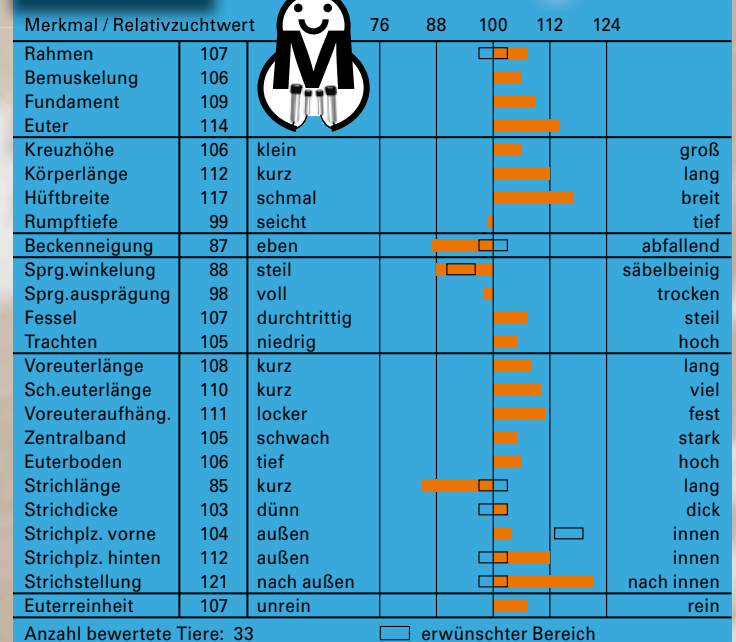 Merkmal / Relativzuchtwert 76 88 100 112 124
M
Rahmen 107
Bemuskelung 106
Fundament 109
Euter 114
Kreuzhöhe 106 klein groß
Körperlänge 112 kurz lang
Hüftbreite 117 schmal breit
Rumpftiefe 99 seicht tief
Beckenneigung 87 eben abfallend
Sprg.winkelung 88 steil säbelbeinig
Sprg.ausprägung 98 voll trocken
Fessel 107 durchtrittig steil
Trachten 105 niedrig hoch
Voreuterlänge 108 kurz lang
Sch.euterlänge 110 kurz viel
Voreuteraufhäng. 111 locker fest
Zentralband 105 schwach stark
Euterboden 106 tief hoch
Strichlänge 85 kurz lang
Strichdicke 103 dünn dick
Strichplz. vorne 104 außen innen
Strichplz. hinten 112 außen innen
Strichstellung 121 nach außen nach innen
Euterreinheit 107 unrein rein
Anzahl bewertete Tiere: 33 erwünschter Bereich